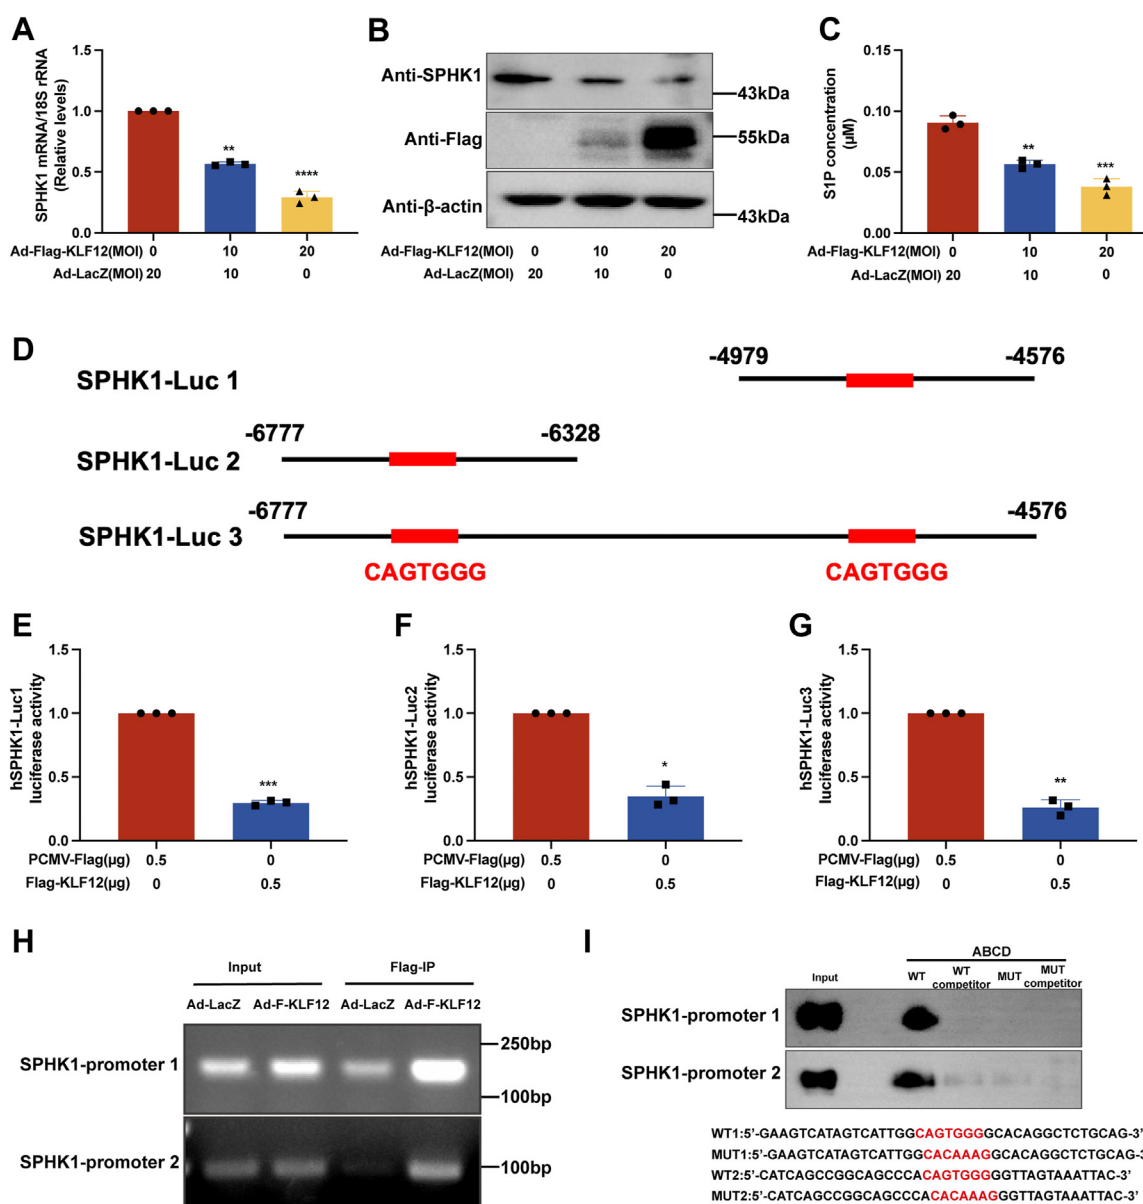 A
SPHK1 mRNA/18S rRNA
(Relative levels)
1.5
1.0
0.5
0.0
**
****
Ad-Flag-KLF12(MOI) 0 10 20
Ad-LacZ(MOI) 20 10 0
B
Anti-SPHK1
43kDa
Anti-Flag
55kDa
Anti-β-actin
43kDa
Ad-Flag-KLF12(MOI) 0 10 20
Ad-LacZ(MOI) 20 10 0
C
S1P concentration
(μM)
0.15
0.10
0.05
0.00
**
***
Ad-Flag-KLF12(MOI) 0 10 20
Ad-LacZ(MOI) 20 10 0
D
-4979 -4576
SPHK1-Luc 1
-6777 -6328
SPHK1-Luc 2
-6777 -4576
SPHK1-Luc 3
CAGTGGG CAGTGGG
E
hSPHK1-Luc1
luciferase activity
1.5
1.0
0.5
0.0
***
PCMV-Flag(μg) 0.5 0
Flag-KLF12(μg) 0 0.5
F
hSPHK1-Luc2
luciferase activity
1.5
1.0
0.5
0.0
*
PCMV-Flag(μg) 0.5 0
Flag-KLF12(μg) 0 0.5
G
hSPHK1-Luc3
luciferase activity
1.5
1.0
0.5
0.0
**
PCMV-Flag(μg) 0.5 0
Flag-KLF12(μg) 0 0.5
H
Input Flag-IP
Ad-LacZ Ad-F-KLF12 Ad-LacZ Ad-F-KLF12
250bp
SPHK1-promoter 1
100bp
SPHK1-promoter 2
100bp
I
ABCD
Input WT WT competitor MUT MUT competitor
SPHK1-promoter 1
SPHK1-promoter 2
WT1:5'-GAAGTCATAGTCATTGGCAGTGGGGCACAGGCTCTGCAG-3'
MUT1:5'-GAAGTCATAGTCATTGGCACAAAGGCACAGGCTCTGCAG-3'
WT2:5'-CATCAGCCGGCAGCCCACAGTGGGGGTTAGTAAATTAC-3'
MUT2:5'-CATCAGCCGGCAGCCCACACAAAGGGTTAGTAAATTAC-3'